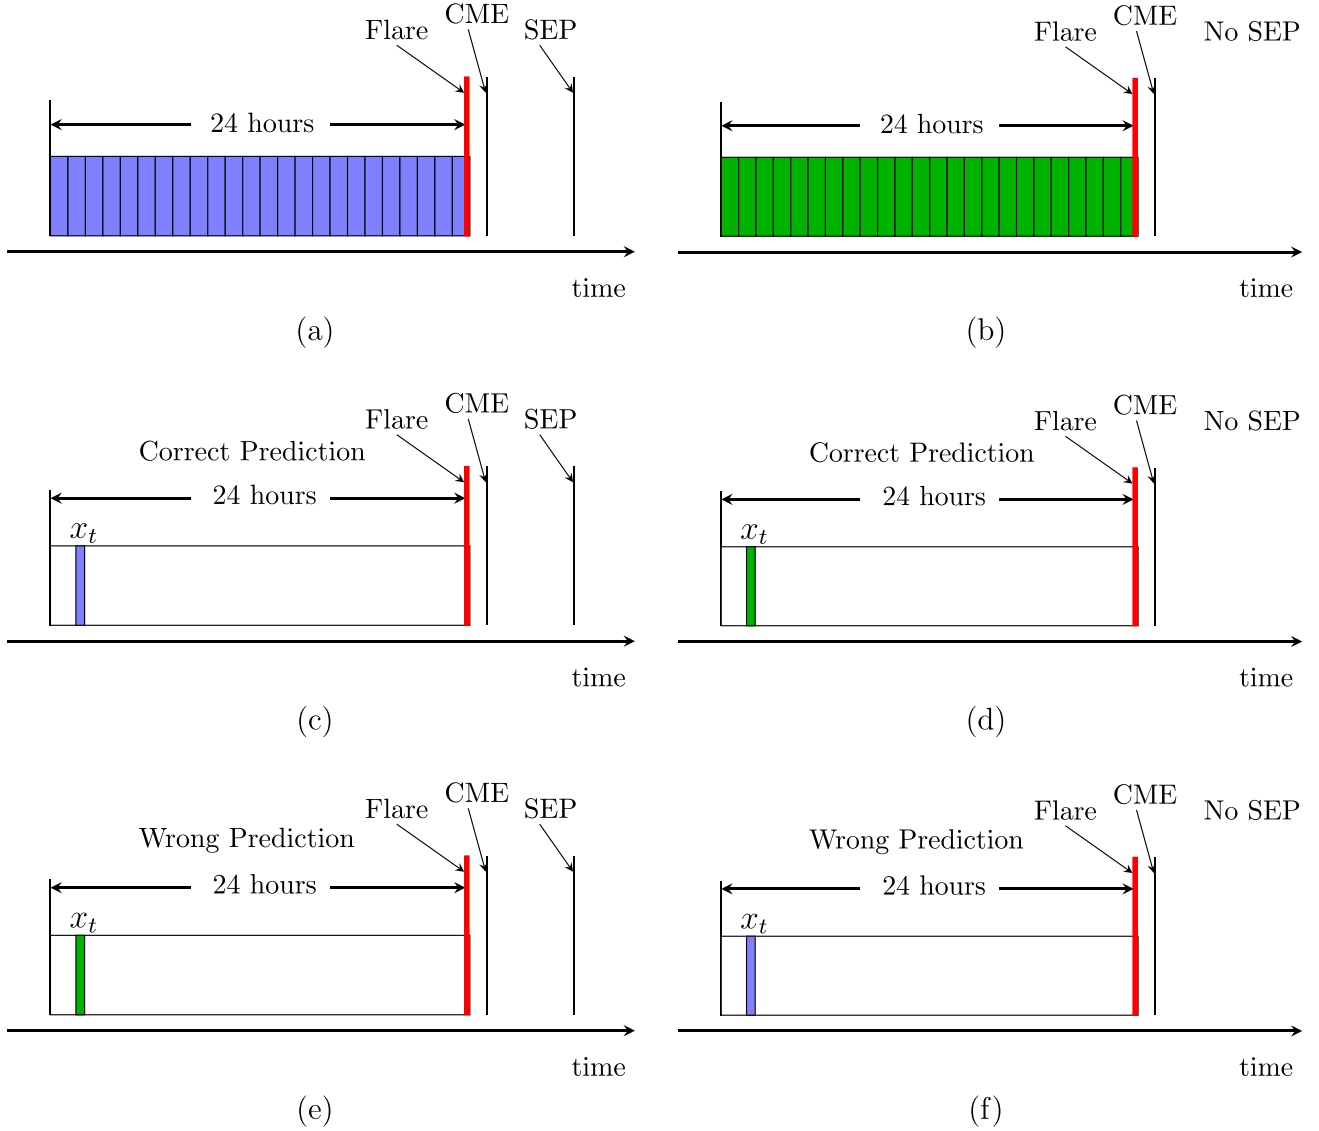 Flare
CME
SEP
24 hours
time
(a)
Flare
CME
No SEP
24 hours
time
(b)
Flare
CME
SEP
Correct Prediction
24 hours
x_t
time
(c)
Flare
CME
No SEP
Correct Prediction
24 hours
x_t
time
(d)
Flare
CME
SEP
Wrong Prediction
24 hours
x_t
time
(e)
Flare
CME
No SEP
Wrong Prediction
24 hours
x_t
time
(f)